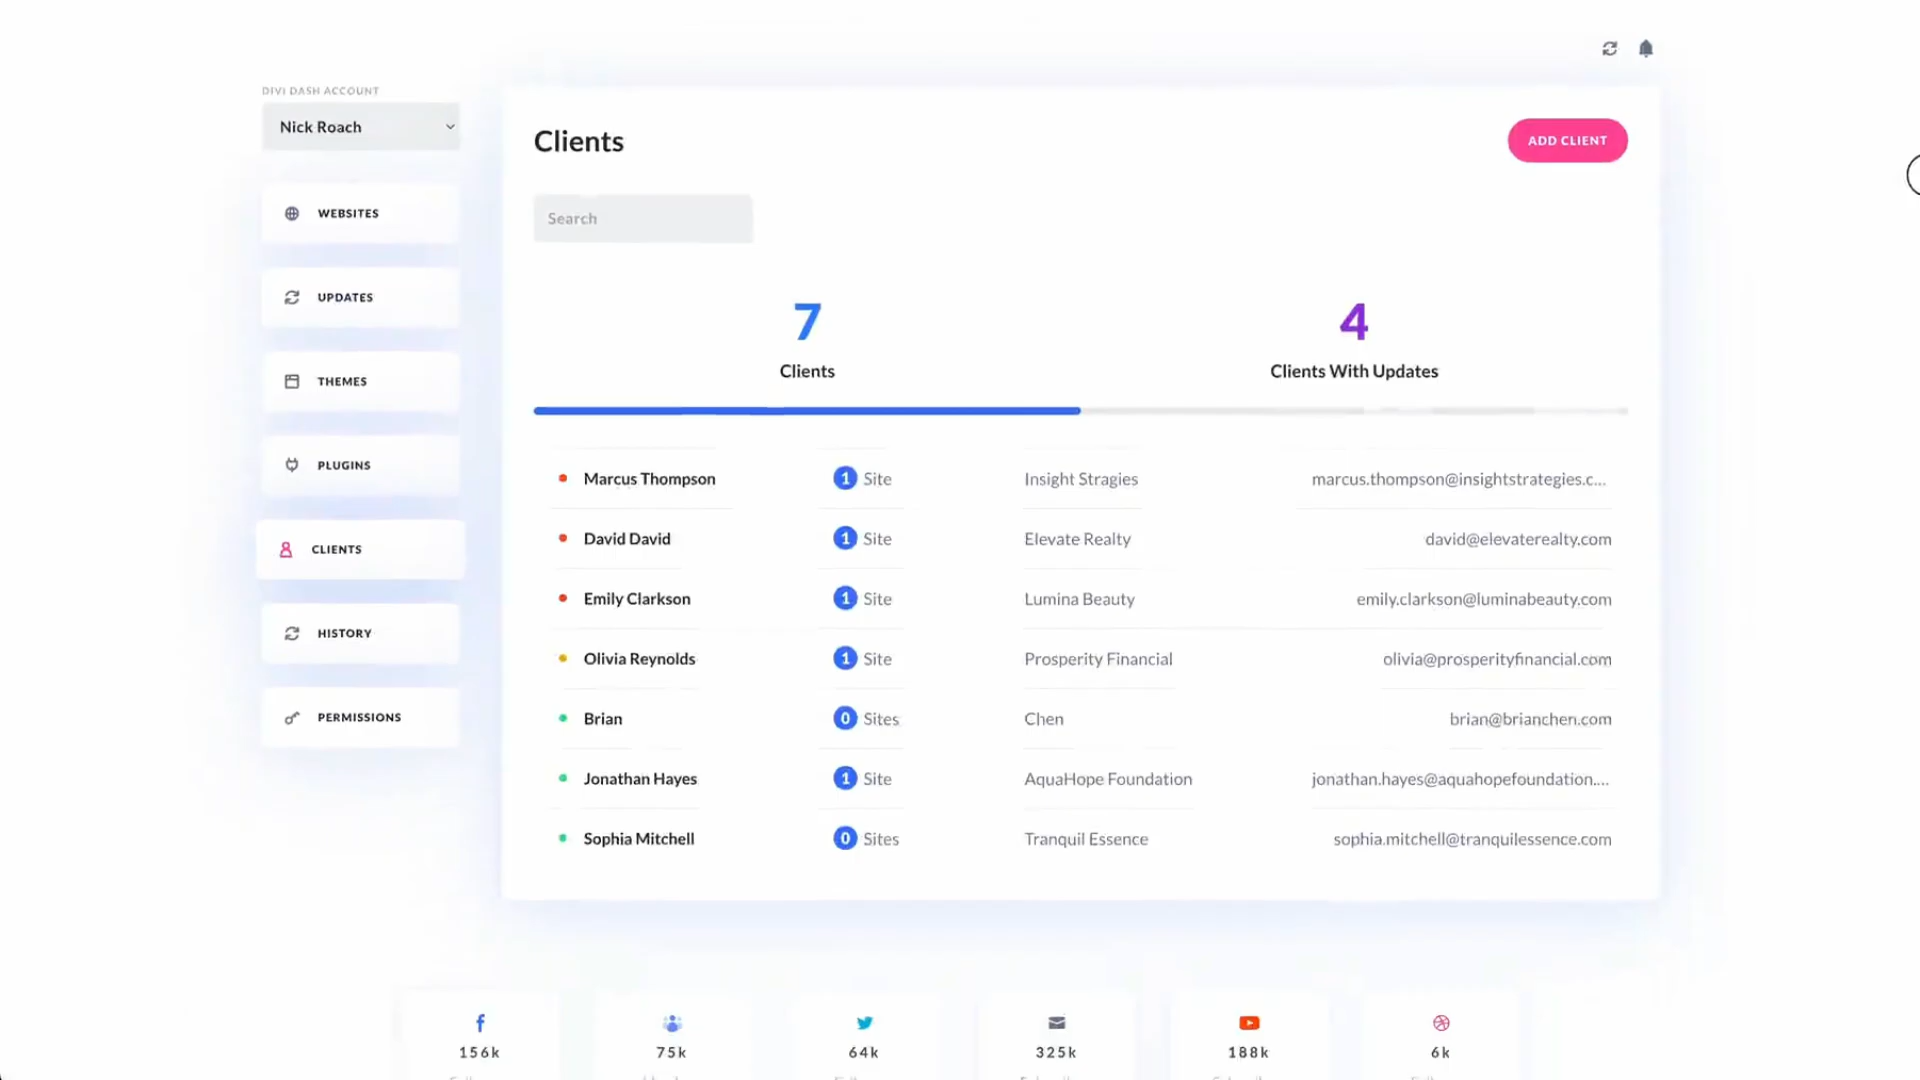 DIVI DASH ACCOUNT
Nick Roach
WEBSITES
UPDATES
THEMES
PLUGINS
CLIENTS
HISTORY
PERMISSIONS
Clients
ADD CLIENT
Search
7
Clients
4
Clients With Updates
Marcus Thompson 1 Site Insight Stragies marcus.thompson@insightstrategies.c...
David David 1 Site Elevate Realty david@elevaterealty.com
Emily Clarkson 1 Site Lumina Beauty emily.clarkson@luminabeauty.com
Olivia Reynolds 1 Site Prosperity Financial olivia@prosperityfinancial.com
Brian 0 Sites Chen brian@brianchen.com
Jonathan Hayes 1 Site AquaHope Foundation jonathan.hayes@aquahopefoundation....
Sophia Mitchell 0 Sites Tranquil Essence sophia.mitchell@tranquilessence.com
156k 75k 64k 325k 188k 6k